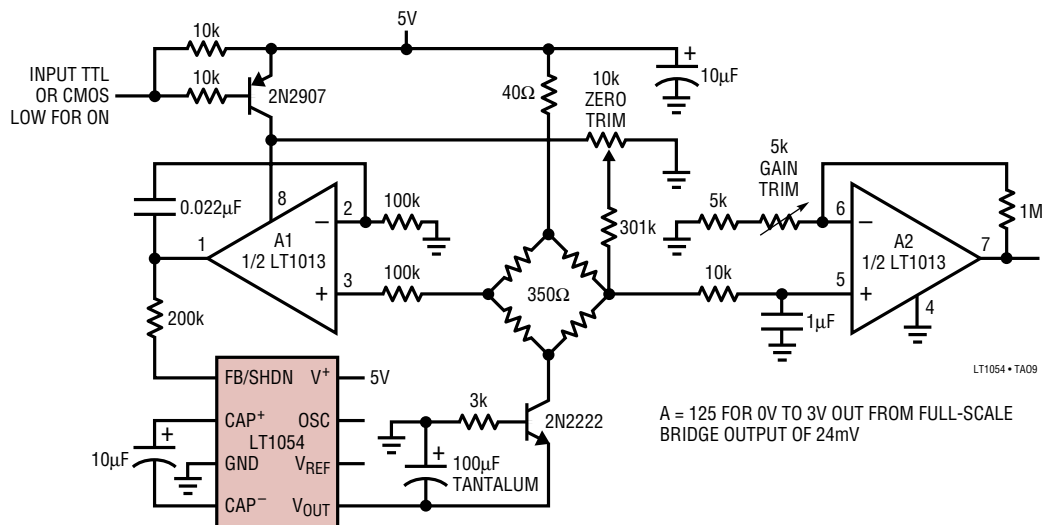 5V
10k
10k
INPUT TTL
OR CMOS
LOW FOR ON
2N2907
40Ω
10k
ZERO
TRIM
+
10µF
5k
GAIN
TRIM
0.022µF
8
2
100k
–
A1
1/2 LT1013
1
3
100k
+
301k
350Ω
5k
6
–
A2
1/2 LT1013
7
1M
10k
5
+
4
1µF
200k
LT1054 • TA09
FB/SHDN
V+
5V
CAP+
OSC
LT1054
GND
VREF
CAP–
VOUT
+
10µF
3k
2N2222
+
100µF
TANTALUM
A = 125 FOR 0V TO 3V OUT FROM FULL-SCALE
BRIDGE OUTPUT OF 24mV